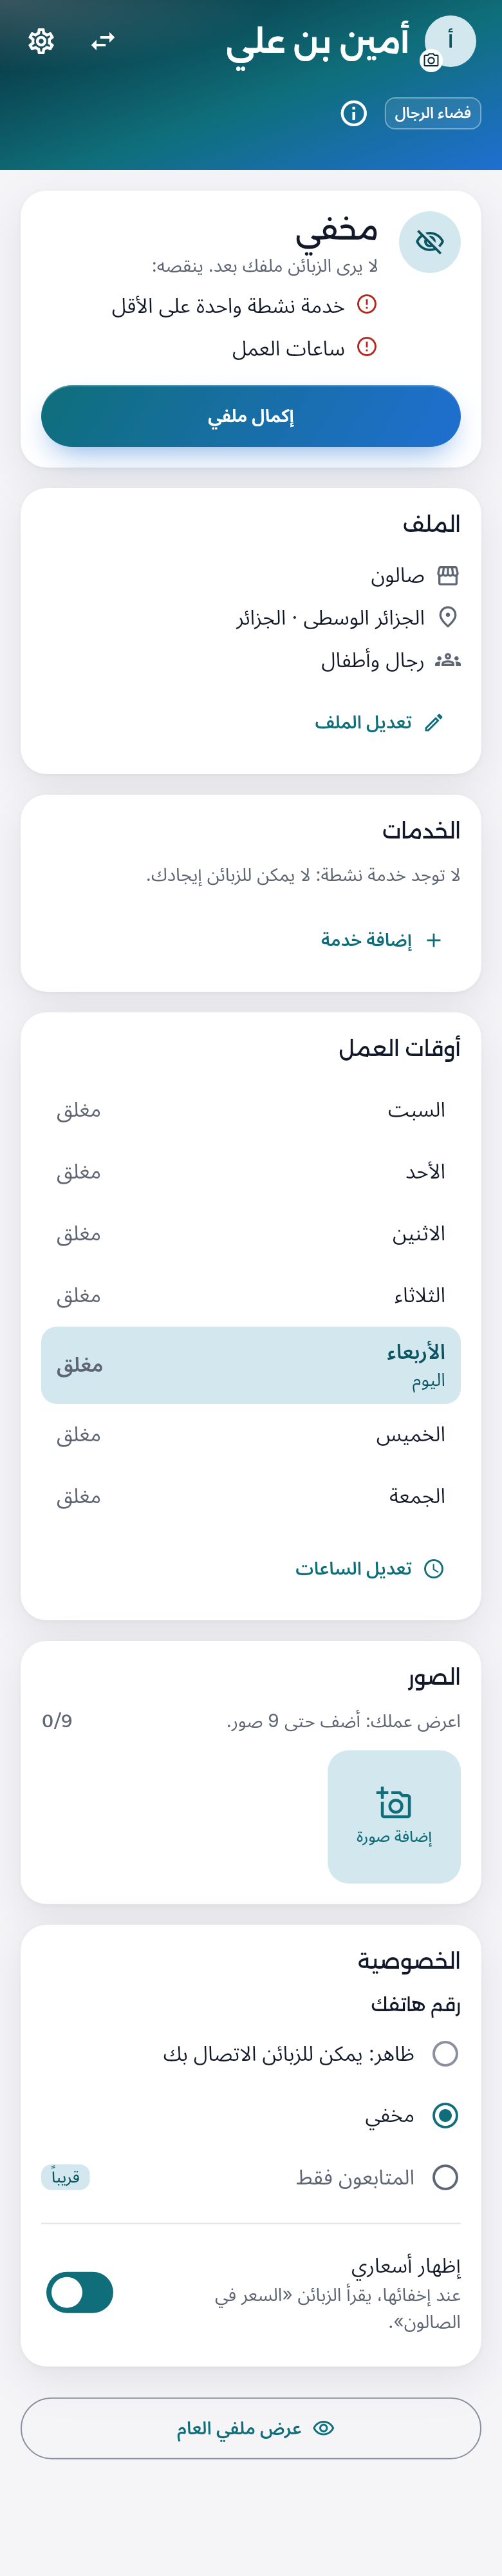 أ
أمين بن علي
فضاء الرجال
مخفي
لا يرى الزبائن ملفك بعد. ينقصه:
خدمة نشطة واحدة على الأقل
ساعات العمل
إكمال ملفي
الملف
صالون
الجزائر الوسطى · الجزائر
رجال وأطفال
تعديل الملف
الخدمات
لا توجد خدمة نشطة: لا يمكن للزبائن إيجادك.
إضافة خدمة
أوقات العمل
السبت مغلق
الأحد مغلق
الاثنين مغلق
الثلاثاء مغلق
الأربعاء مغلق
اليوم
الخميس مغلق
الجمعة مغلق
تعديل الساعات
الصور
اعرض عملك: أضف حتى 9 صور. 0/9
إضافة صورة
الخصوصية
رقم هاتفك
ظاهر: يمكن للزبائن الاتصال بك
مخفي
المتابعون فقط قريباً
إظهار أسعاري
عند إخفائها، يقرأ الزبائن «السعر في
الصالون».
عرض ملفي العام